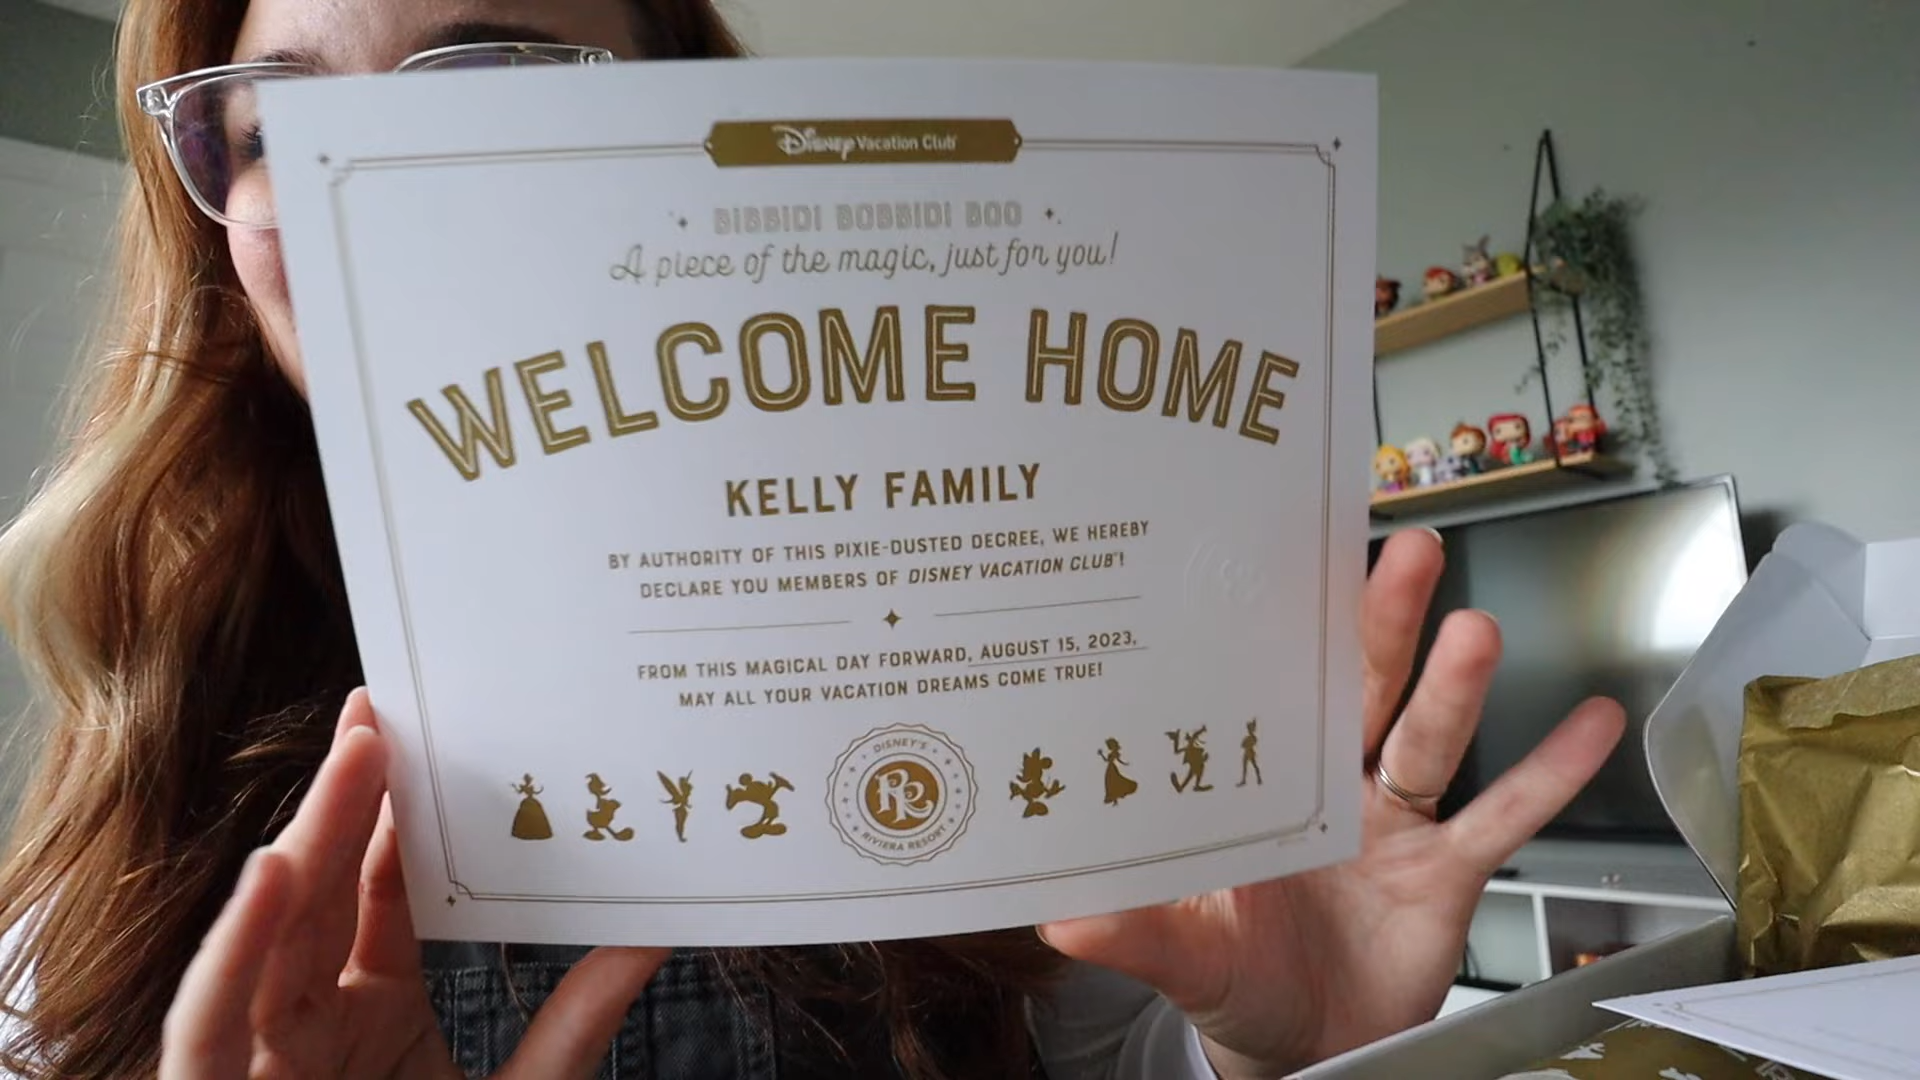 Disney Vacation Club
BIBBIDI BOBBIDI BOO
A piece of the magic, just for you!
WELCOME HOME
KELLY FAMILY
BY AUTHORITY OF THIS PIXIE-DUSTED DECREE, WE HEREBY
DECLARE YOU MEMBERS OF DISNEY VACATION CLUB!
FROM THIS MAGICAL DAY FORWARD, AUGUST 15, 2023,
MAY ALL YOUR VACATION DREAMS COME TRUE!
DISNEY'S
RR
RIVIERA RESORT